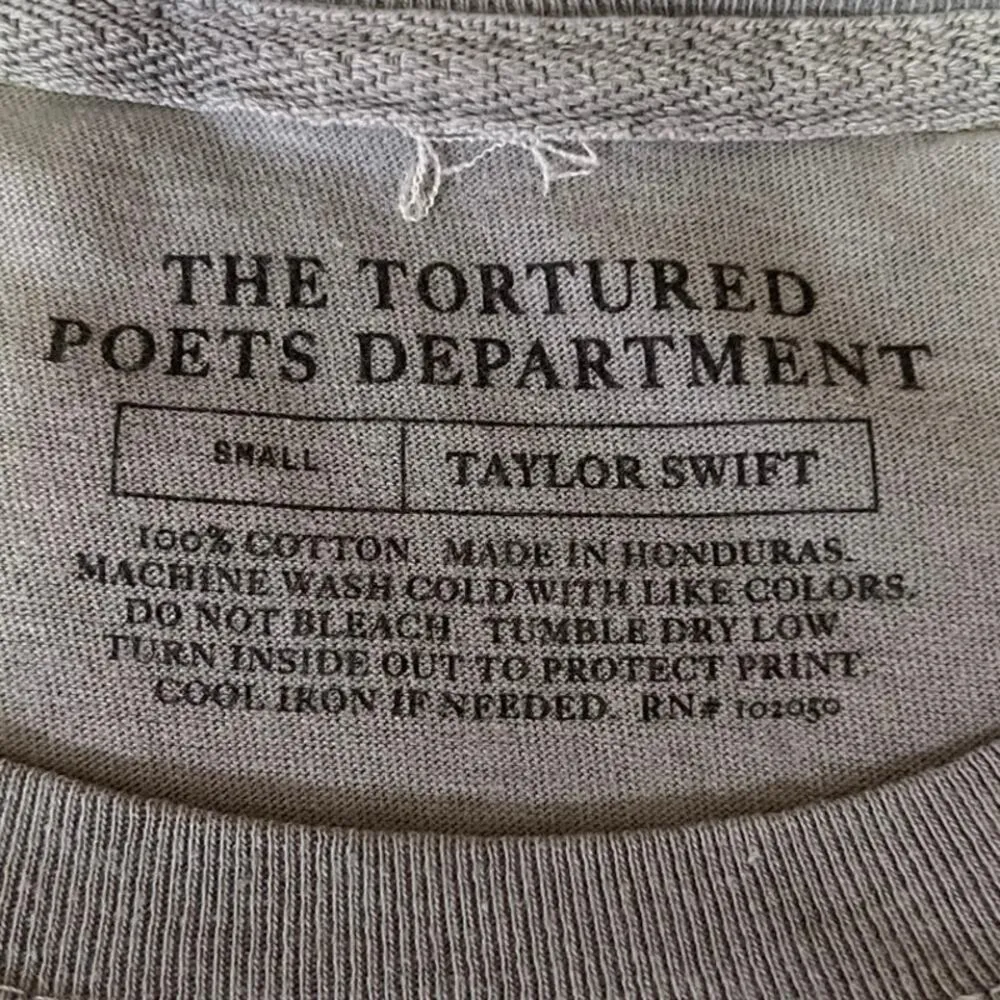 THE TORTURED
POETS DEPARTMENT
SMALL TAYLOR SWIFT
100% COTTON. MADE IN HONDURAS.
MACHINE WASH COLD WITH LIKE COLORS.
DO NOT BLEACH. TUMBLE DRY LOW.
TURN INSIDE OUT TO PROTECT PRINT.
COOL IRON IF NEEDED. RN# 102050